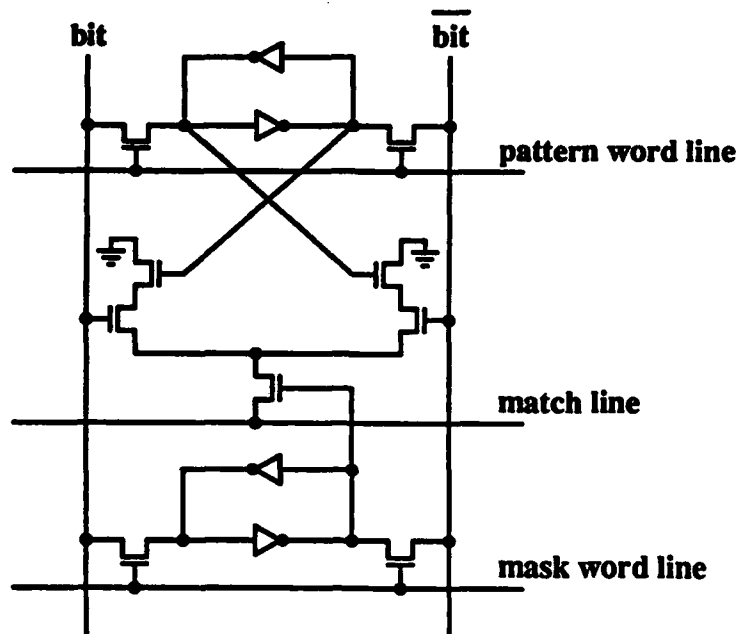 bit
bit
pattern word line
match line
mask word line